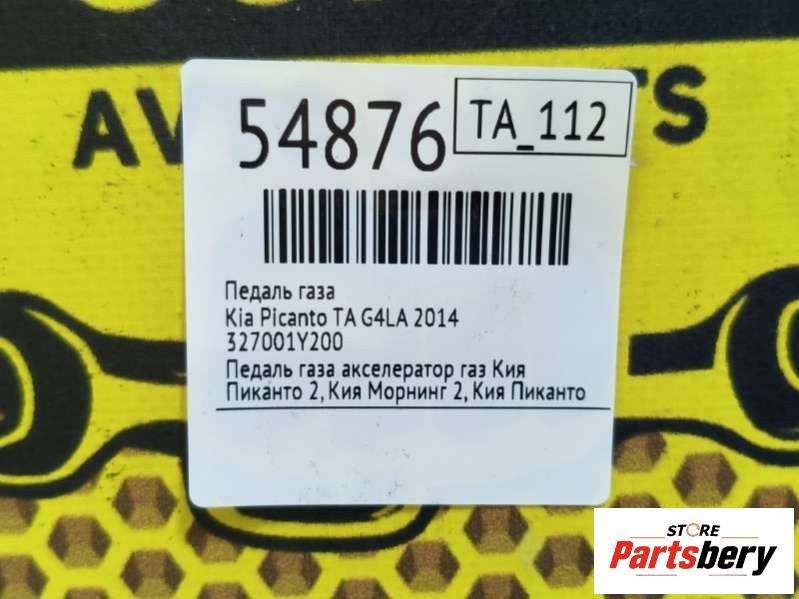 54876
TA_112
Педаль газа
Kia Picanto TA G4LA 2014
327001Y200
Педаль газа акселератор газ Кия
Пиканто 2, Кия Морнинг 2, Кия Пиканто
STORE
Partsbery